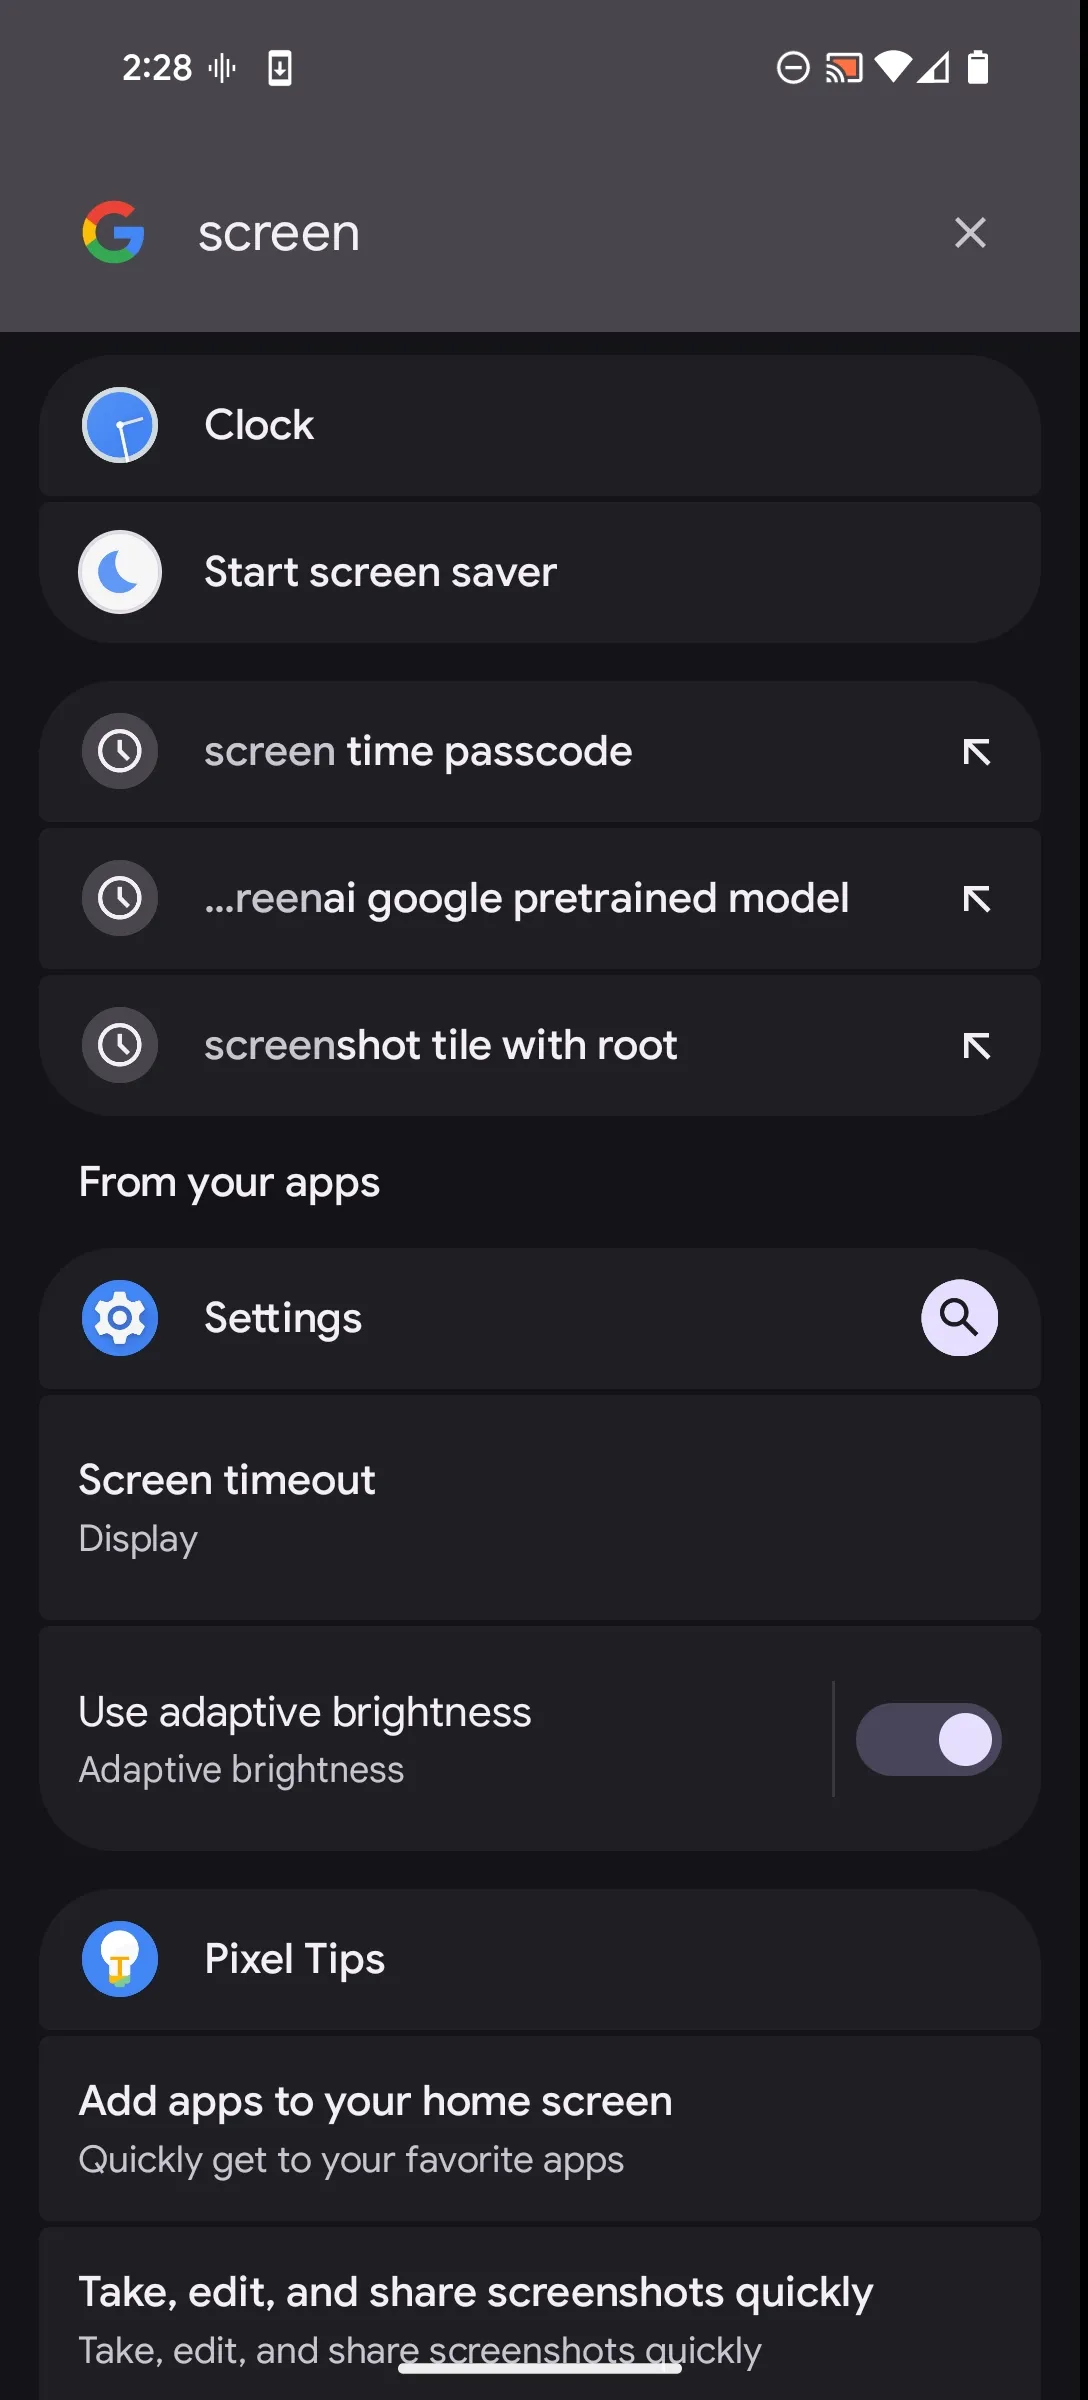 2:28
screen
Clock
Start screen saver
screen time passcode
...reenai google pretrained model
screenshot tile with root
From your apps
Settings
Screen timeout
Display
Use adaptive brightness
Adaptive brightness
Pixel Tips
Add apps to your home screen
Quickly get to your favorite apps
Take, edit, and share screenshots quickly
Take, edit, and share screenshots quickly